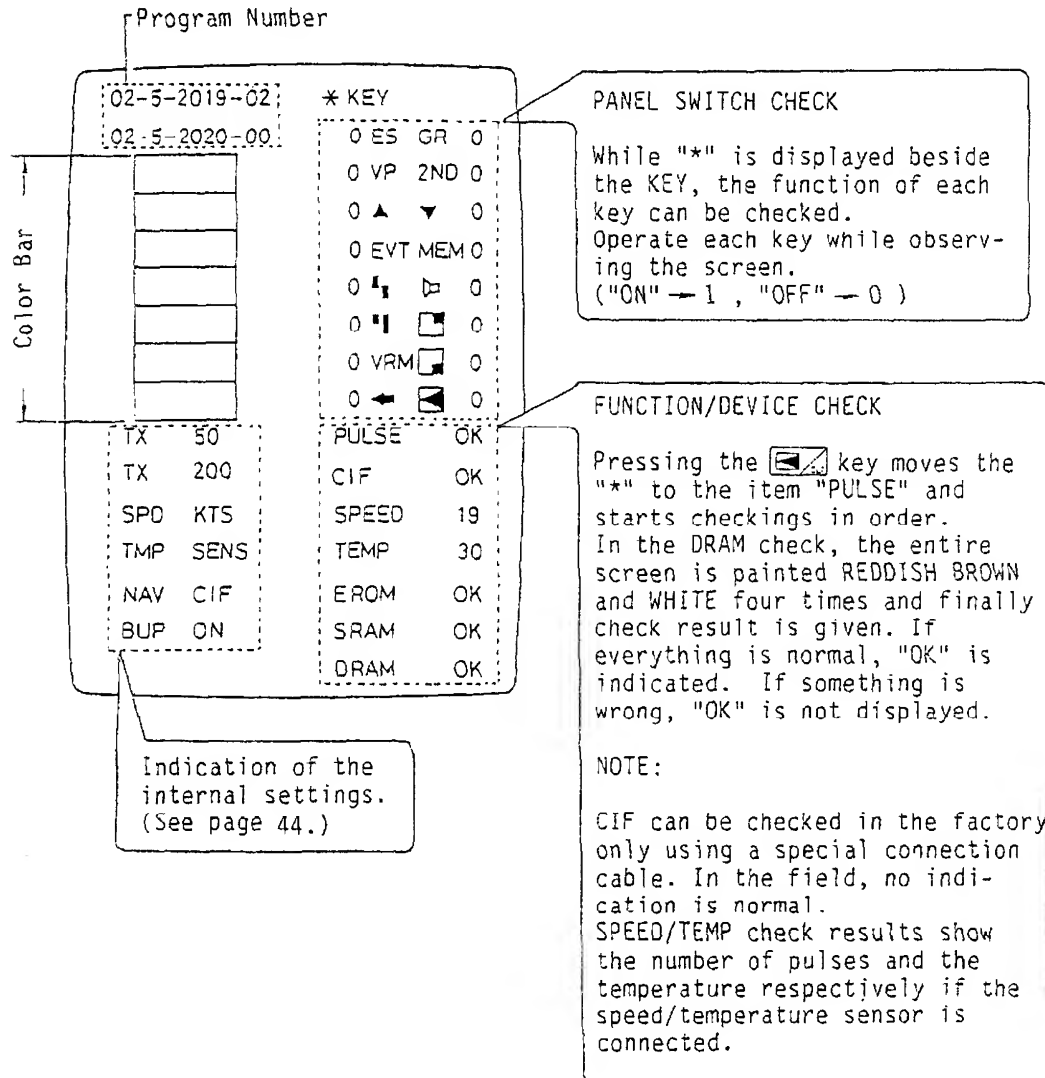 Program Number
02-5-2019-02
02-5-2020-00
Color Bar
* KEY
0 ES GR 0
0 VP 2ND 0
0 ▲ ▼ 0
0 EVT MEM 0
0 0
0 0
0 VRM 0
0 ← 0
TX 50
TX 200
SPD KTS
TMP SENS
NAV CIF
BUP ON
PULSE OK
CIF OK
SPEED 19
TEMP 30
EROM OK
SRAM OK
DRAM OK
Indication of the
internal settings.
(See page 44.)
PANEL SWITCH CHECK
While "*" is displayed beside
the KEY, the function of each
key can be checked.
Operate each key while observ-
ing the screen.
("ON" → 1 , "OFF" → 0 )
FUNCTION/DEVICE CHECK
Pressing the key moves the
"*" to the item "PULSE" and
starts checkings in order.
In the DRAM check, the entire
screen is painted REDDISH BROWN
and WHITE four times and finally
check result is given. If
everything is normal, "OK" is
indicated. If something is
wrong, "OK" is not displayed.
NOTE:
CIF can be checked in the factory
only using a special connection
cable. In the field, no indi-
cation is normal.
SPEED/TEMP check results show
the number of pulses and the
temperature respectively if the
speed/temperature sensor is
connected.